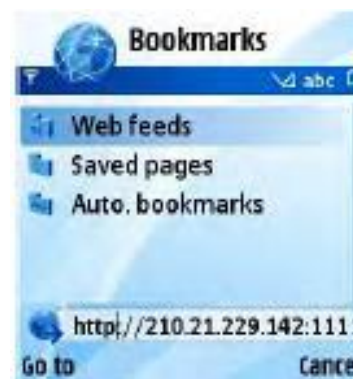 Bookmarks
abc
Web feeds
Saved pages
Auto. bookmarks
http://210.21.229.142:111
Go to Cance